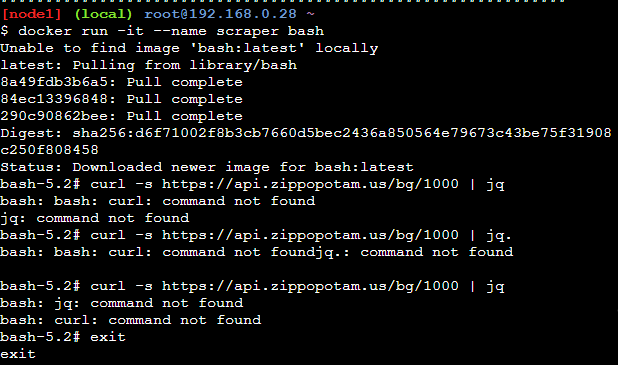 [node1] (local) root@192.168.0.28 ~
$ docker run -it --name scraper bash
Unable to find image 'bash:latest' locally
latest: Pulling from library/bash
8a49fdb3b6a5: Pull complete
84ec13396848: Pull complete
290c90862bee: Pull complete
Digest: sha256:d6f71002f8b3cb7660d5bec2436a850564e79673c43be75f31908
c250f808458
Status: Downloaded newer image for bash:latest
bash-5.2# curl -s https://api.zippopotam.us/bg/1000 | jq
bash: bash: curl: command not found
jq: command not found
bash-5.2# curl -s https://api.zippopotam.us/bg/1000 | jq.
bash: bash: curl: command not foundjq.: command not found
bash-5.2# curl -s https://api.zippopotam.us/bg/1000 | jq
bash: jq: command not found
bash: curl: command not found
bash-5.2# exit
exit